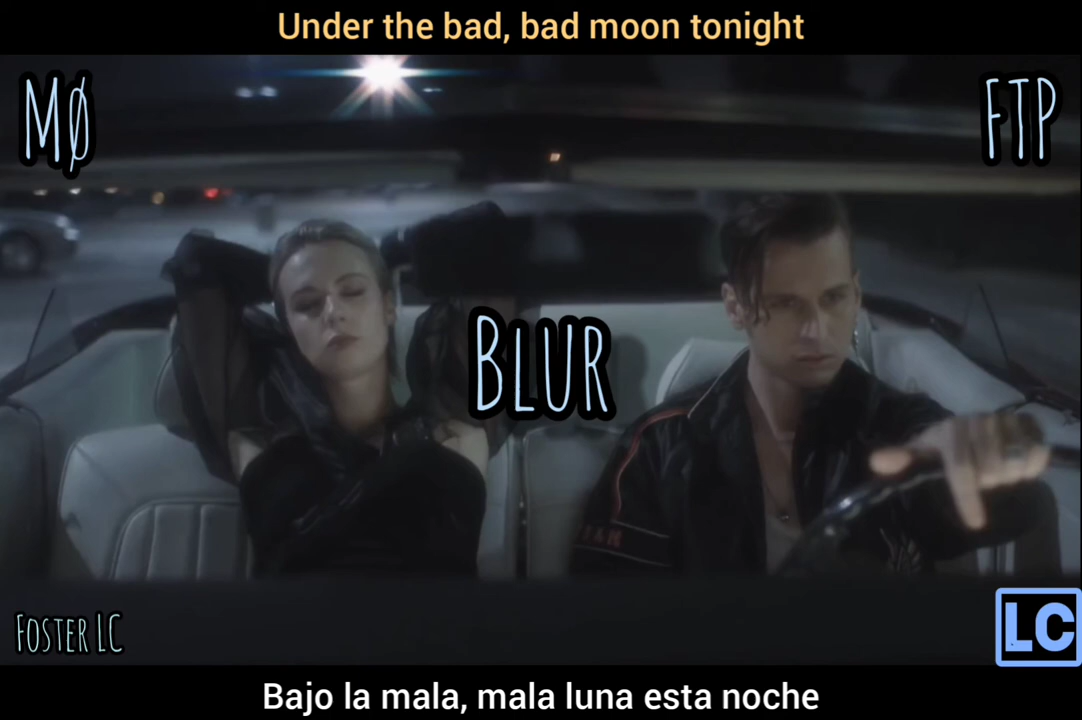 Under the bad, bad moon tonight
MØ
FTP
BLUR
FOSTER LC
LC
Bajo la mala, mala luna esta noche